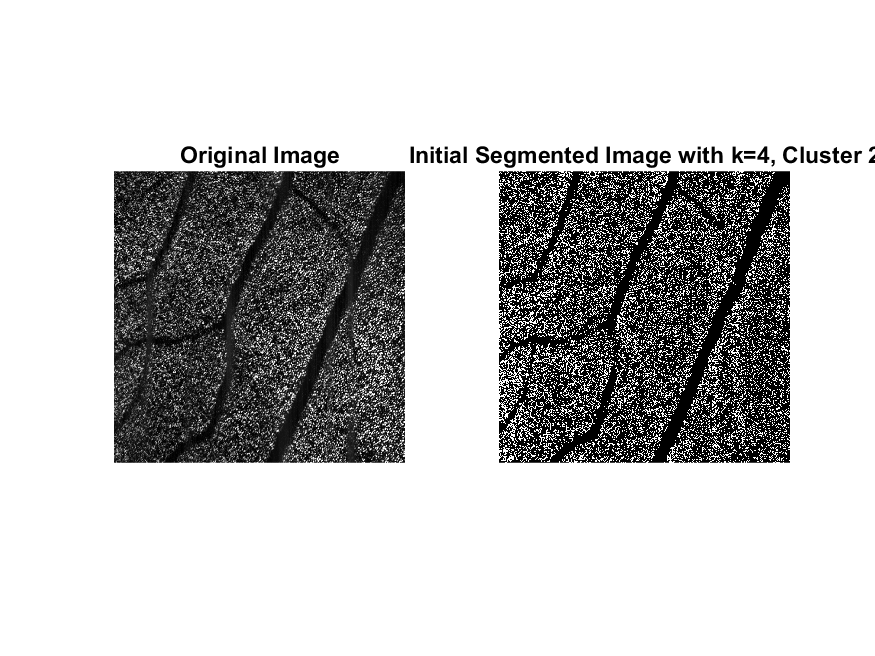 Original Image
Initial Segmented Image with k=4, Cluster 2